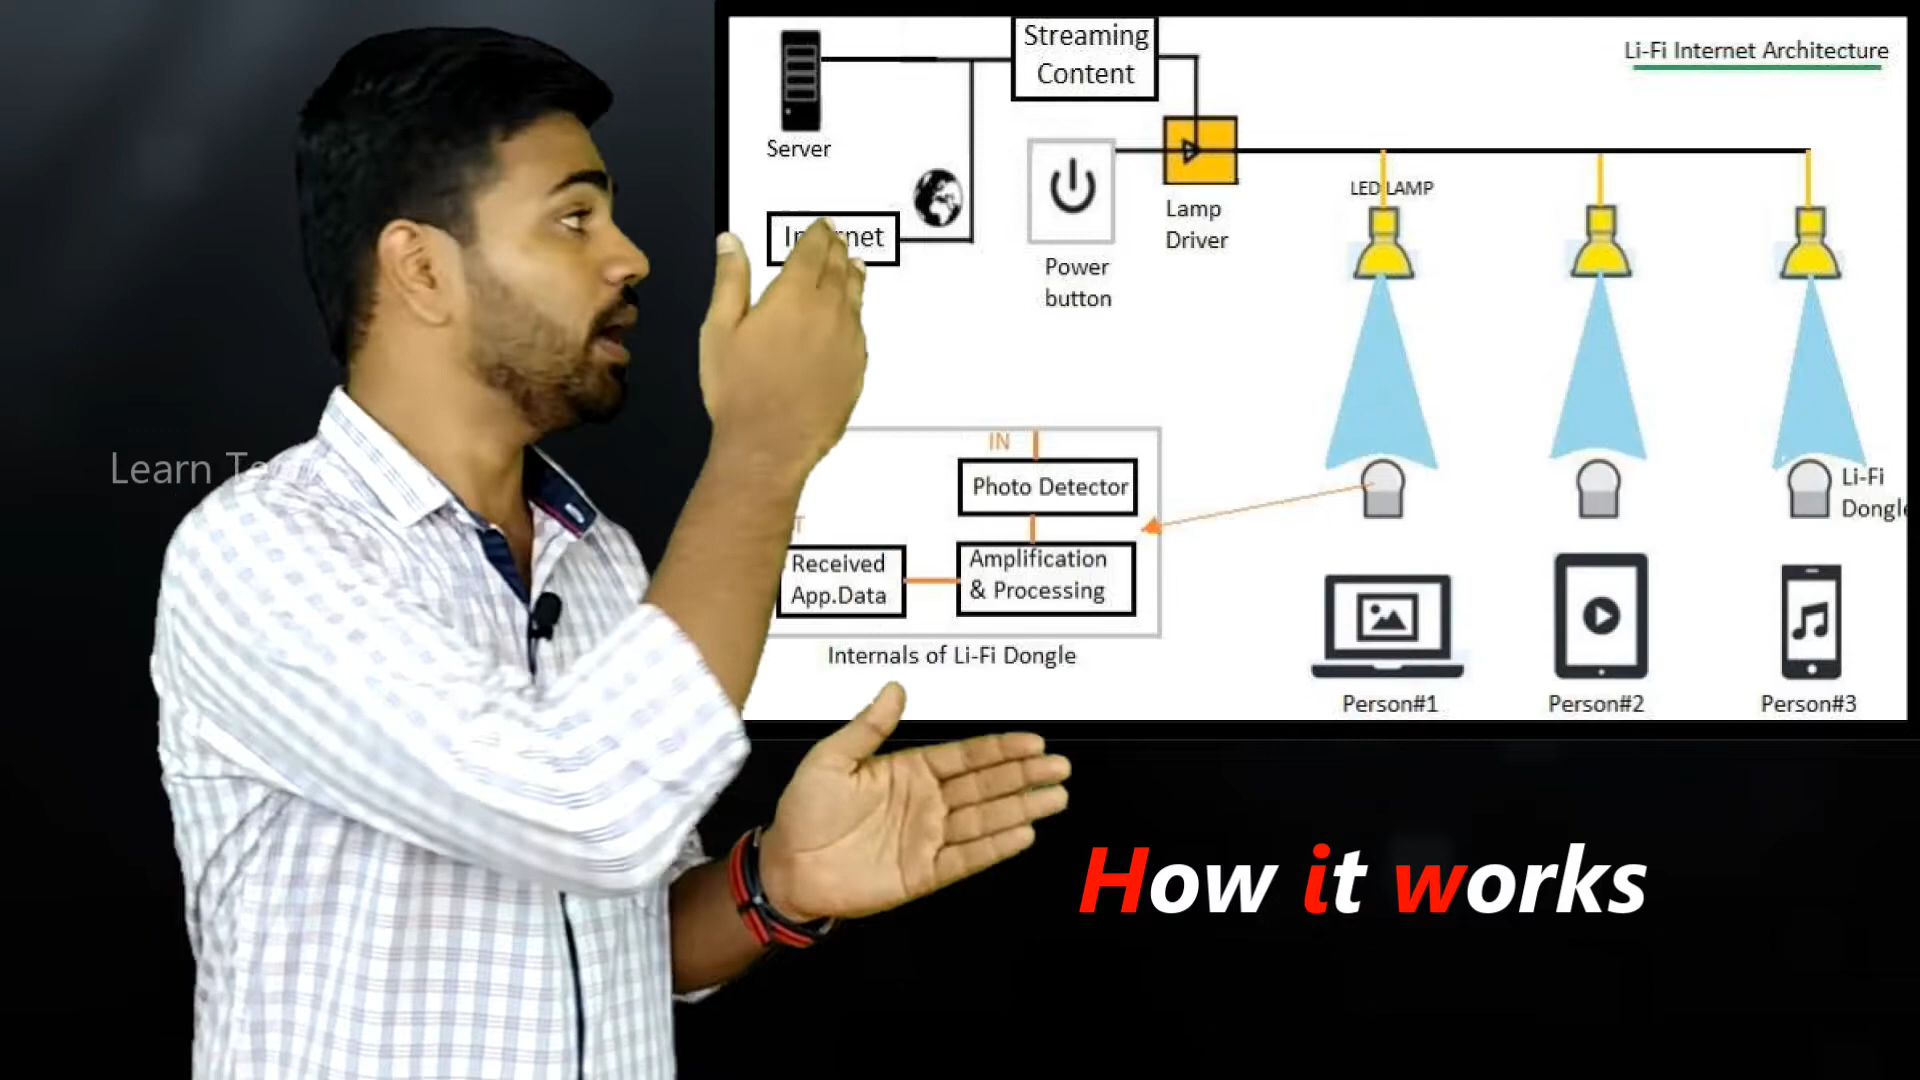 Streaming
Content
Li-Fi Internet Architecture
Server
LED LAMP
Lamp
Driver
Power
button
IN
Photo Detector
Li-Fi
Learn
Received
App.Data
Amplification
& Processing
Internals of Li-Fi Dongle
Person#1
Person#2
Person#3
How it works